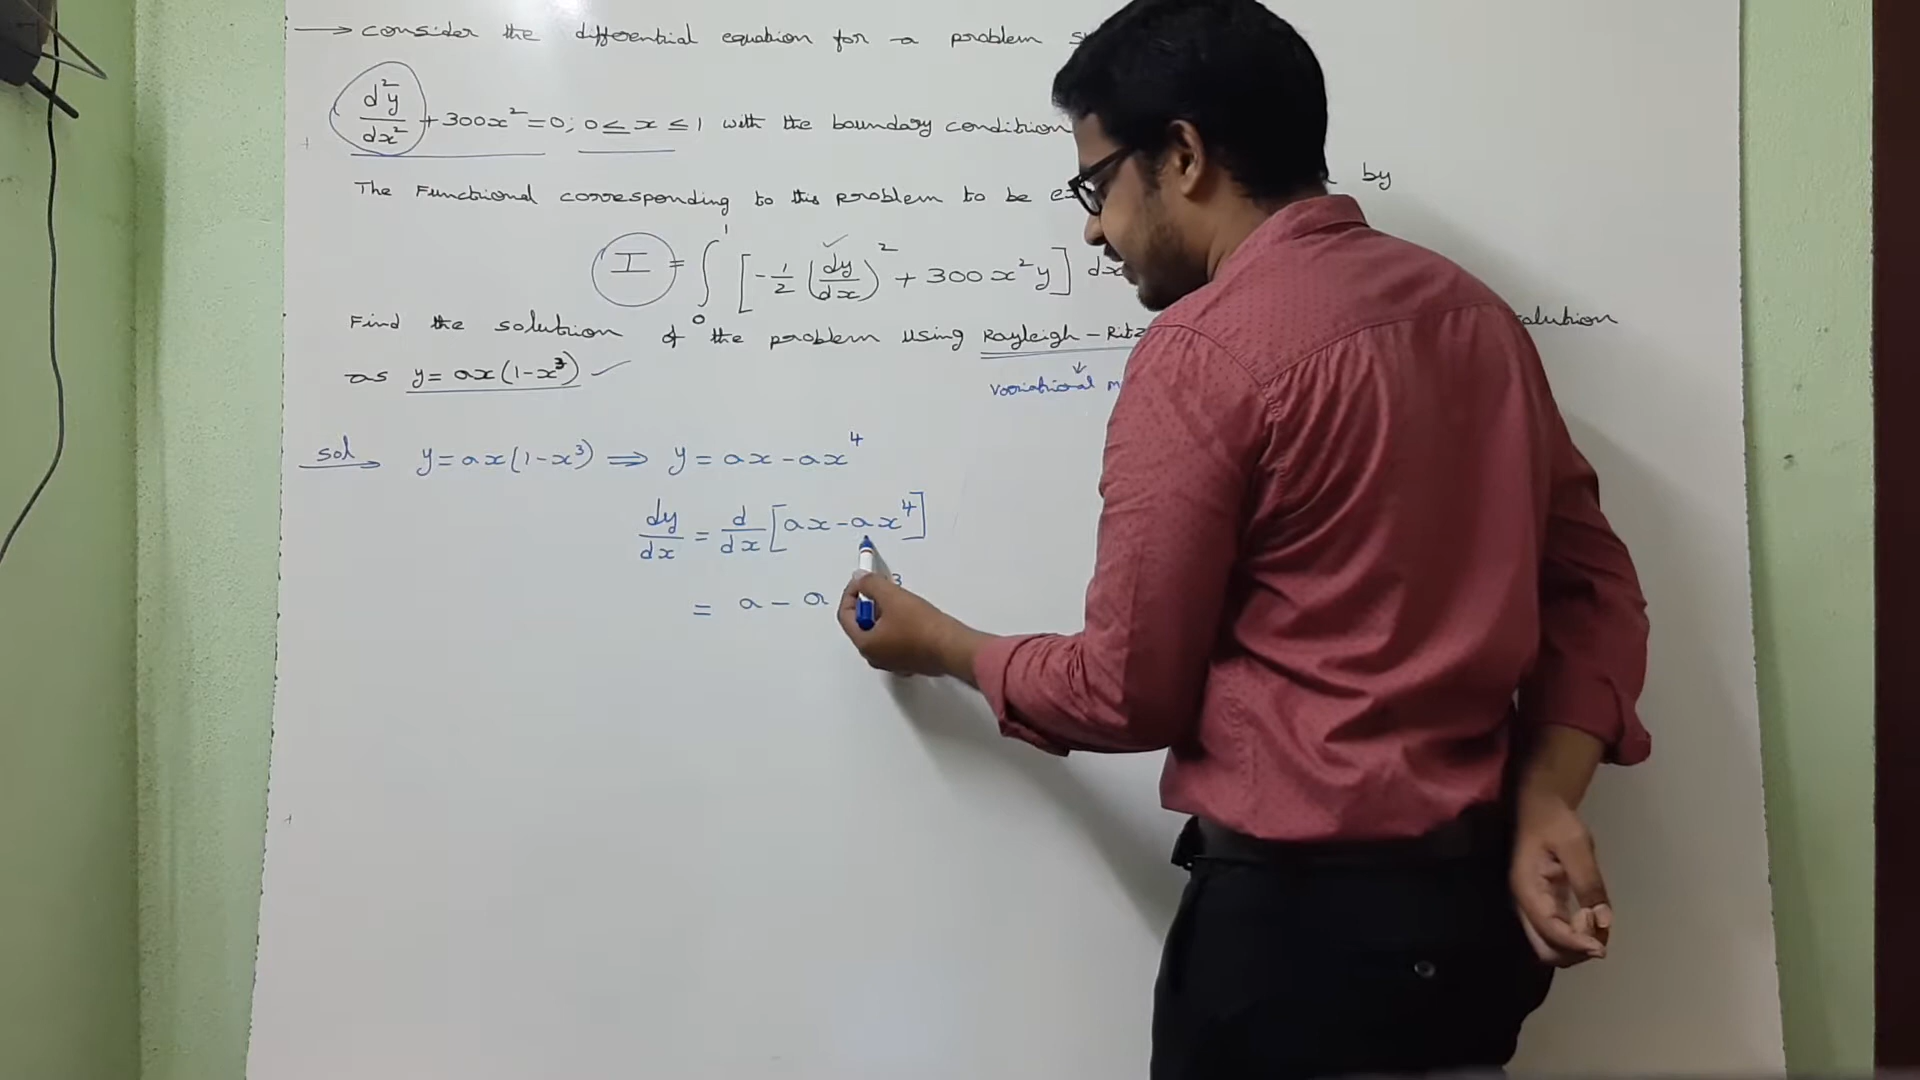 → consider the differential equation for a problem
d²y/dx² + 300x² = 0; 0 ≤ x ≤ 1 with the boundary condition
The Functional corresponding to this problem to be by
I = ∫₀¹ [-1/2 (dy/dx)² + 300x²y] dx
Find the solution of the problem using Rayleigh - Ritz solution
as y = ax(1-x³) ✓
Variational
sol y = ax(1-x³) ⟹ y = ax - ax⁴
dy/dx = d/dx [ax - ax⁴]
= a - a ³